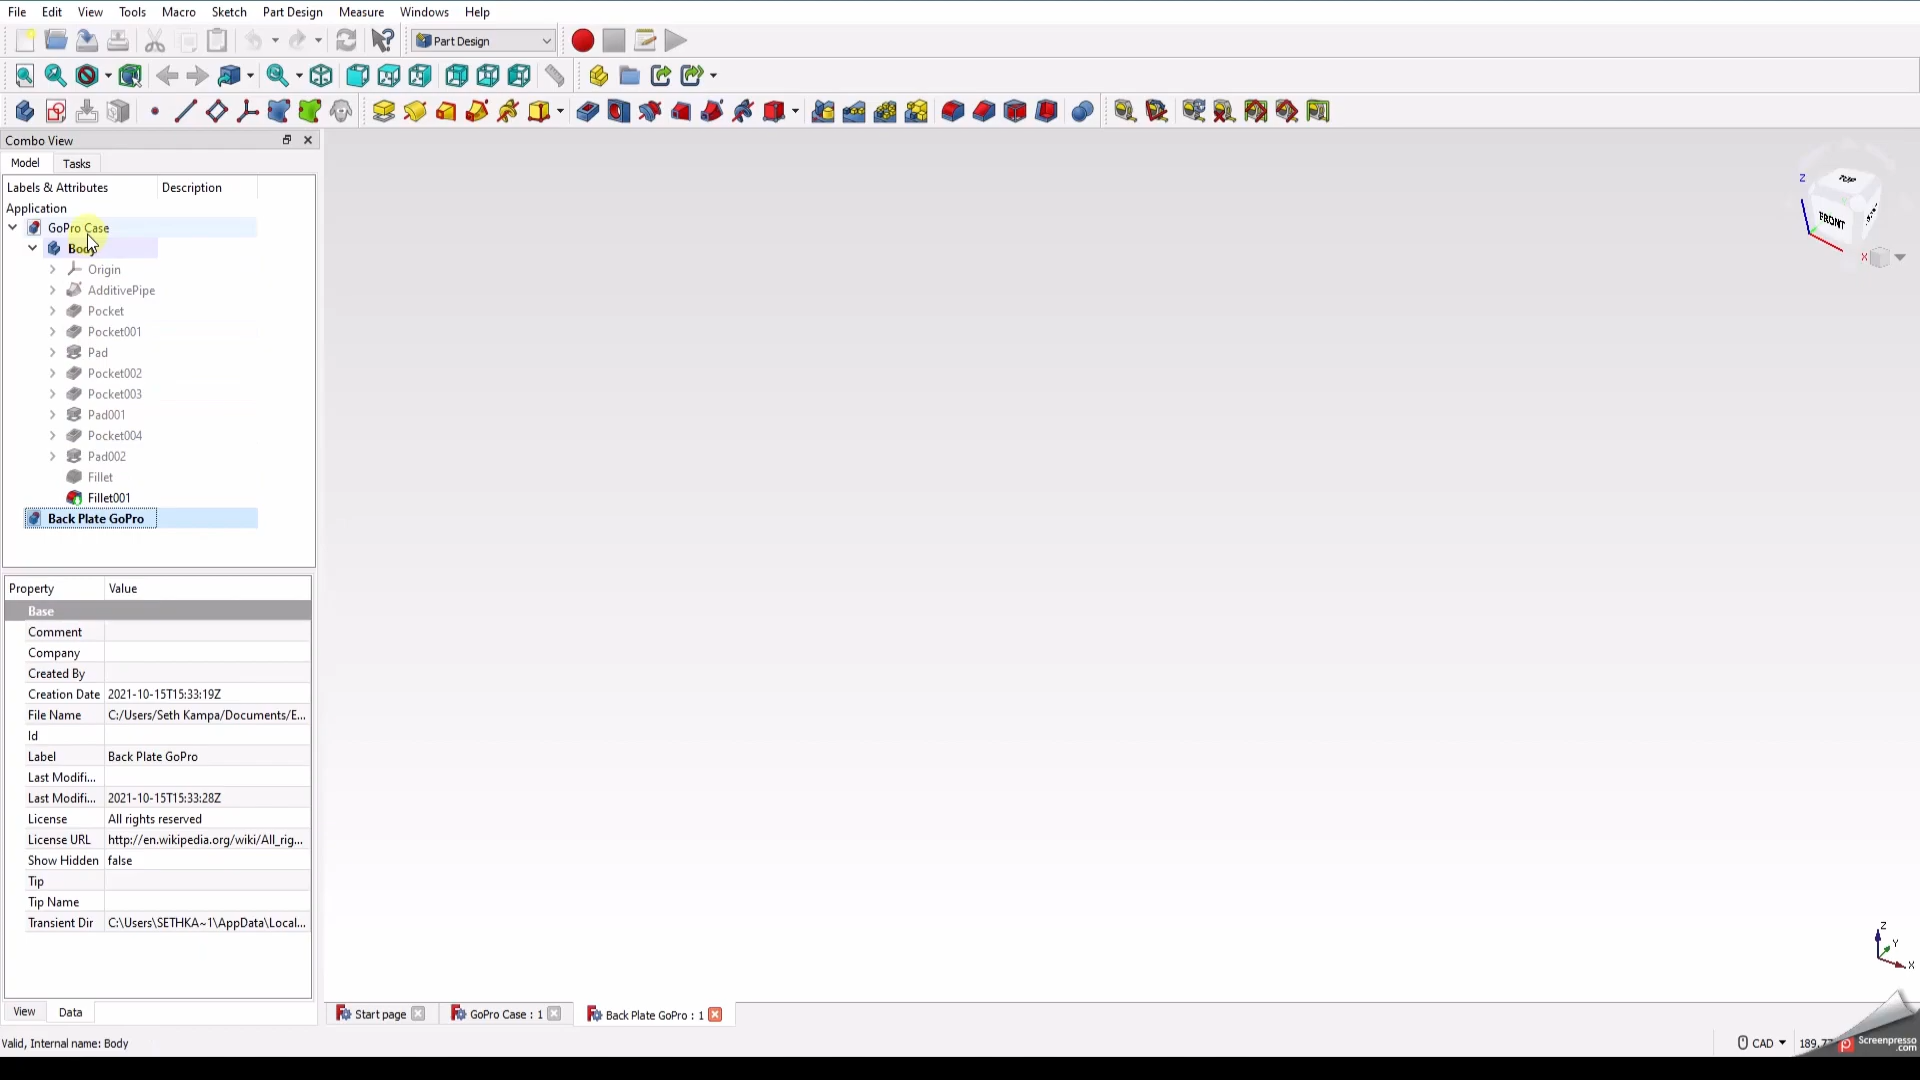 File Edit View Tools Macro Sketch Part Design Measure Windows Help
Part Design
Combo View
Model Tasks
Labels & Attributes Description
Application
GoPro Case
Body
Origin
AdditivePipe
Pocket
Pocket001
Pad
Pocket002
Pocket003
Pad001
Pocket004
Pad002
Fillet
Fillet001
Back Plate GoPro
TOP
FRONT
Z
X
Property Value
Base
Comment
Company
Created By
Creation Date 2021-10-15T15:33:19Z
File Name C:/Users/Seth Kampa/Documents/E...
Id
Label Back Plate GoPro
Last Modifi...
Last Modifi... 2021-10-15T15:33:28Z
License All rights reserved
License URL http://en.wikipedia.org/wiki/All_rig...
Show Hidden false
Tip
Tip Name
Transient Dir C:\Users\SETHKA~1\AppData\Local...
Z
Y
X
View Data
Start page GoPro Case : 1 Back Plate GoPro : 1
Valid, Internal name: Body
CAD 189.7
Screenpresso
.com